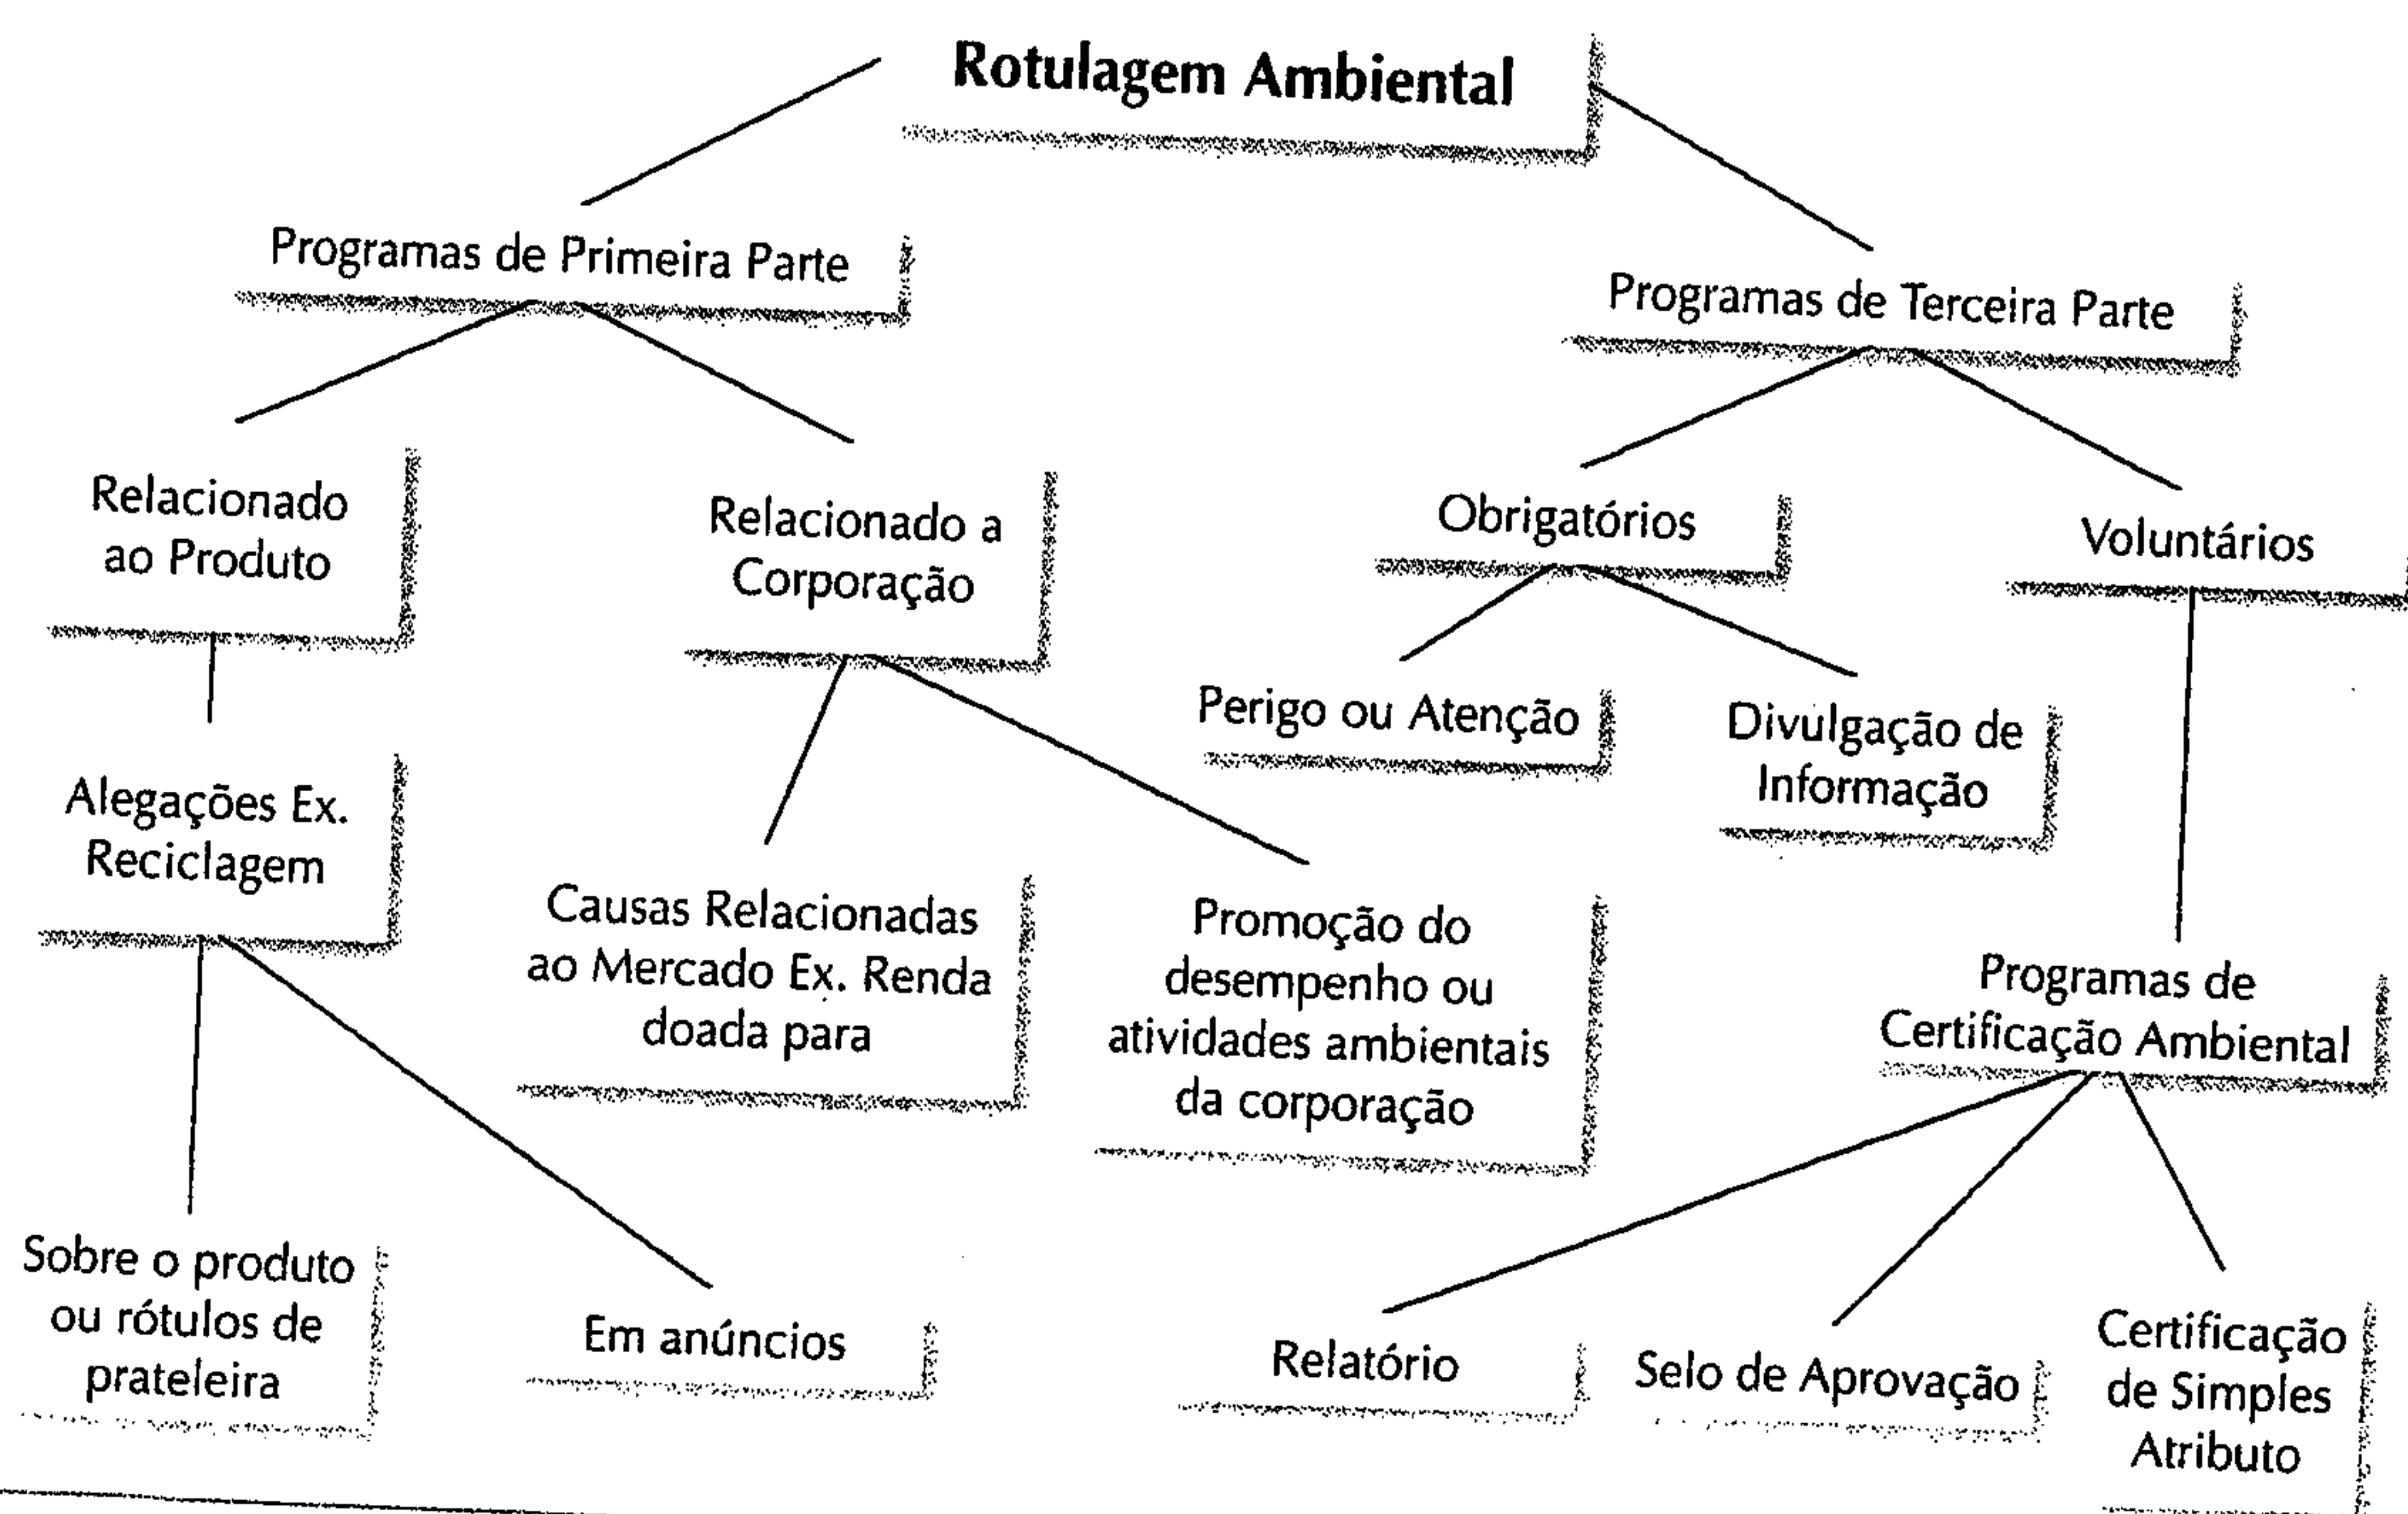 Rotulagem Ambiental
Programas de Primeira Parte
Programas de Terceira Parte
Relacionado
ao Produto
Relacionado a
Corporação
Obrigatórios
Voluntários
Perigo ou Atenção
Divulgação de
Informação
Alegações Ex.
Reciclagem
Causas Relacionadas
ao Mercado Ex. Renda
doada para
Promoção do
desempenho ou
atividades ambientais
da corporação
Programas de
Certificação Ambiental
Sobre o produto
ou rótulos de
prateleira
Em anúncios
Relatório
Selo de Aprovação
Certificação
de Simples
Atributo